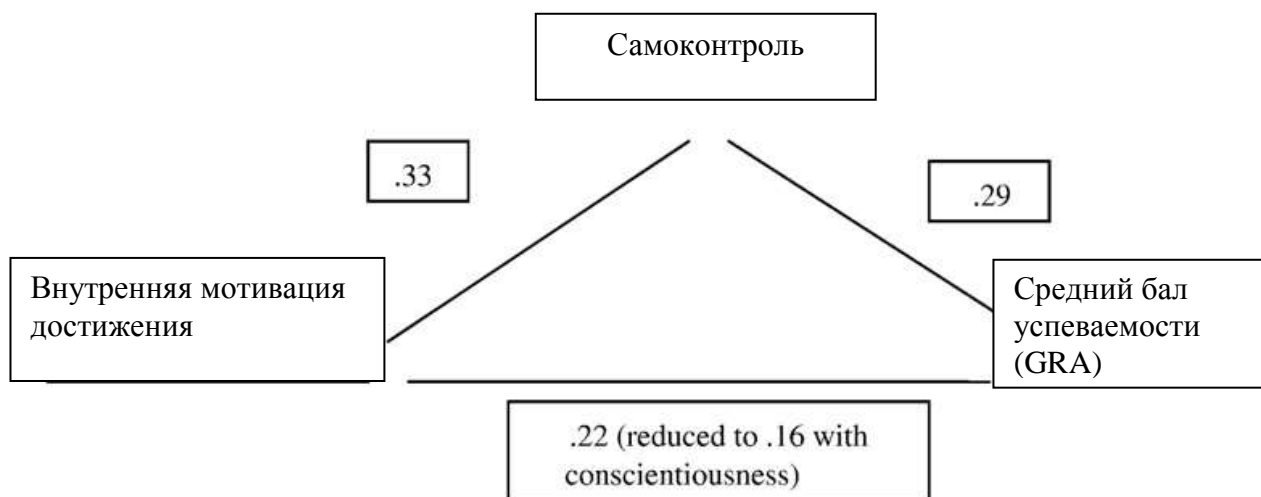 Самоконтроль
.33
.29
Внутренняя мотивация
достижения
Средний бал
успеваемости
(GRA)
.22 (reduced to .16 with
conscientiousness)